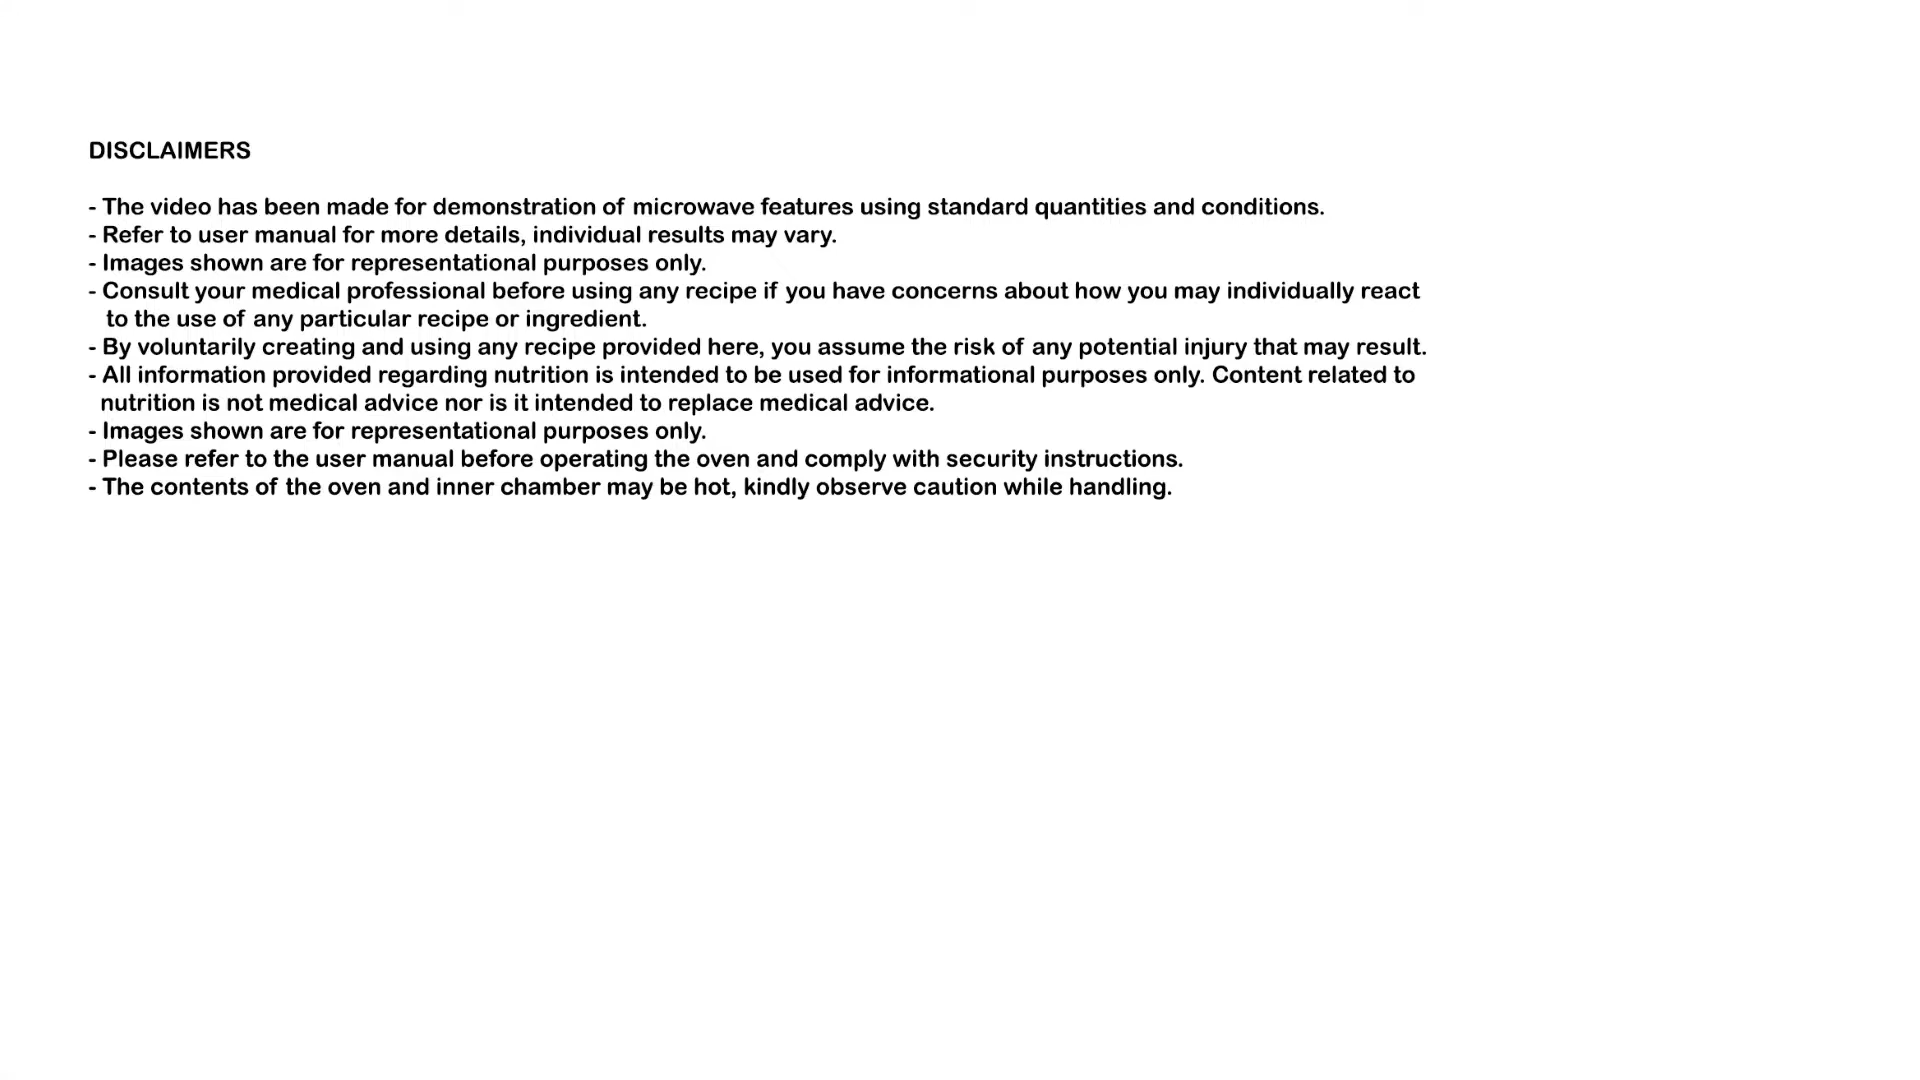 DISCLAIMERS
- The video has been made for demonstration of microwave features using standard quantities and conditions.
- Refer to user manual for more details, individual results may vary.
- Images shown are for representational purposes only.
- Consult your medical professional before using any recipe if you have concerns about how you may individually react
to the use of any particular recipe or ingredient.
- By voluntarily creating and using any recipe provided here, you assume the risk of any potential injury that may result.
- All information provided regarding nutrition is intended to be used for informational purposes only. Content related to
nutrition is not medical advice nor is it intended to replace medical advice.
- Images shown are for representational purposes only.
- Please refer to the user manual before operating the oven and comply with security instructions.
- The contents of the oven and inner chamber may be hot, kindly observe caution while handling.